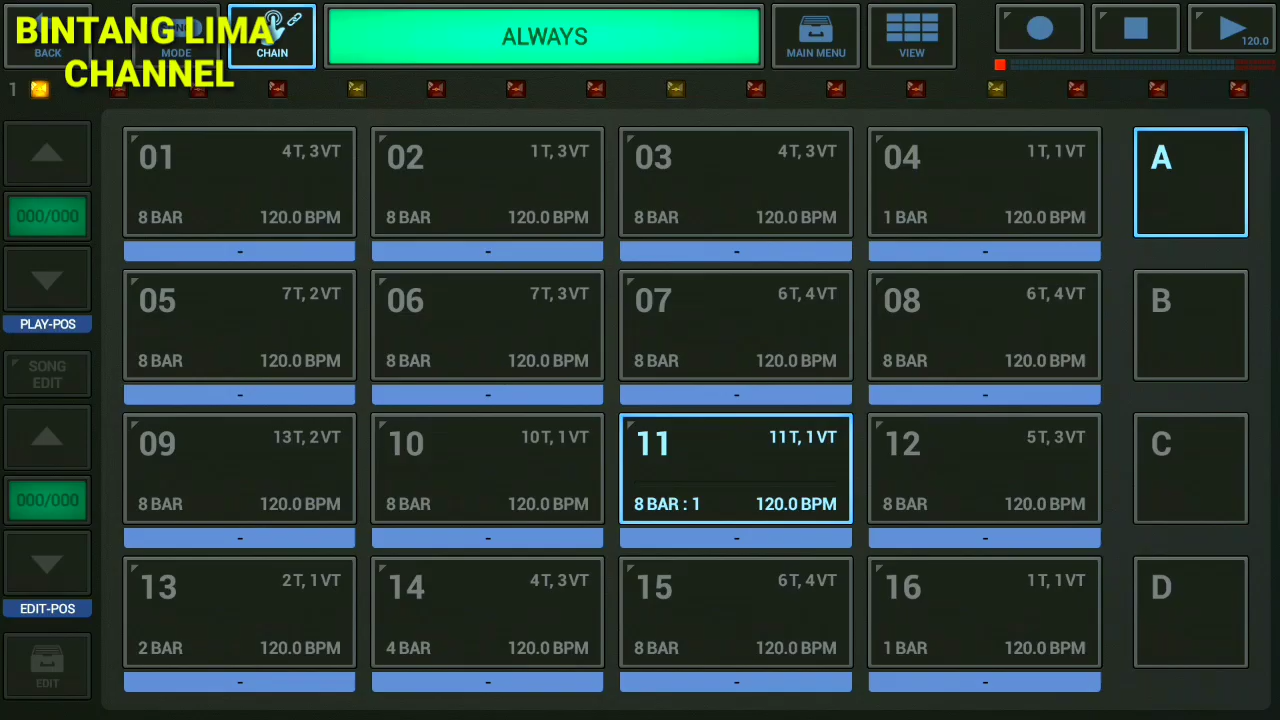 BINTANG LIMA
CHANNEL
BACK
MODE
CHAIN
ALWAYS
MAIN MENU
VIEW
120.0
1
01 4T, 3VT
8 BAR 120.0 BPM
-
02 1T, 3VT
8 BAR 120.0 BPM
-
03 4T, 3VT
8 BAR 120.0 BPM
-
04 1T, 1VT
1 BAR 120.0 BPM
-
A
000/000
PLAY-POS
05 7T, 2VT
8 BAR 120.0 BPM
-
06 7T, 3VT
8 BAR 120.0 BPM
-
07 6T, 4VT
8 BAR 120.0 BPM
-
08 6T, 4VT
8 BAR 120.0 BPM
-
B
SONG
EDIT
000/000
09 13T, 2VT
8 BAR 120.0 BPM
-
10 10T, 1VT
8 BAR 120.0 BPM
-
11 11T, 1VT
8 BAR : 1 120.0 BPM
-
12 5T, 3VT
8 BAR 120.0 BPM
-
C
EDIT-POS
EDIT
13 2T, 1VT
2 BAR 120.0 BPM
-
14 4T, 3VT
4 BAR 120.0 BPM
-
15 6T, 4VT
8 BAR 120.0 BPM
-
16 1T, 1VT
1 BAR 120.0 BPM
-
D